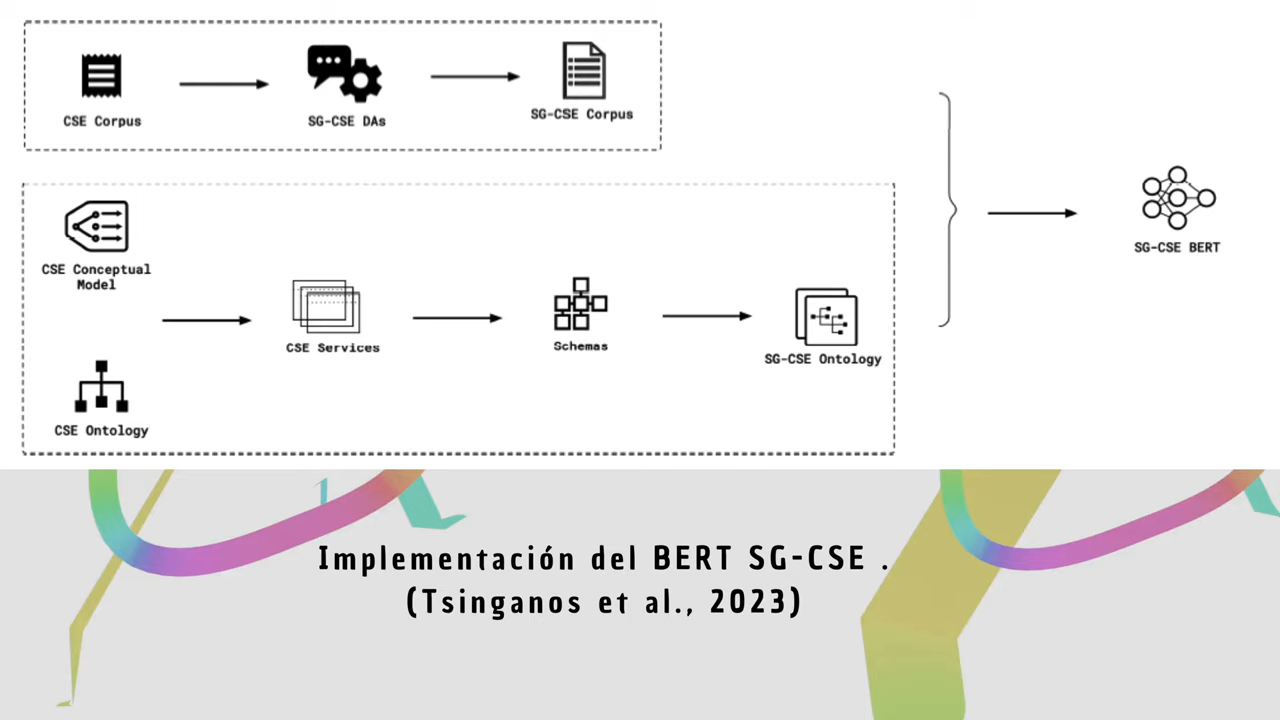 CSE Corpus
SG-CSE DAs
SG-CSE Corpus
CSE Conceptual
Model
CSE Ontology
CSE Services
Schemas
SG-CSE Ontology
SG-CSE BERT
Implementación del BERT SG-CSE .
(Tsinganos et al., 2023)